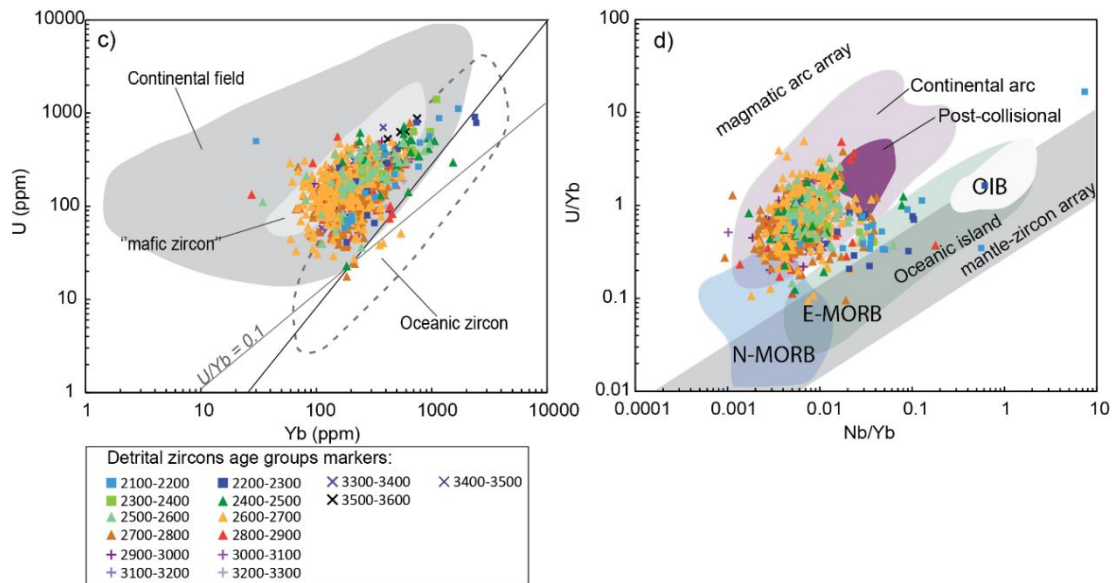 c)
U (ppm)
10000
1000
100
10
1
Continental field
"mafic zircon"
Oceanic zircon
U/Yb = 0.1
1 10 100 1000 10000
Yb (ppm)
d)
U/Yb
100
10
1
0.1
0.01
magmatic arc array
Continental arc
Post-collisional
OIB
Oceanic island
mantle-zircon array
E-MORB
N-MORB
0.0001 0.001 0.01 0.1 1 10
Nb/Yb
Detrital zircons age groups markers:
2100-2200 2200-2300 3300-3400 3400-3500
2300-2400 2400-2500 3500-3600
2500-2600 2600-2700
2700-2800 2800-2900
2900-3000 3000-3100
3100-3200 3200-3300